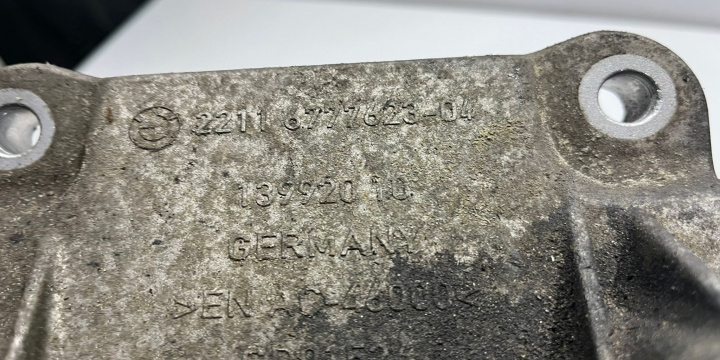 2211 6777623-04
139920 10
GERMANY
>EN AC-46000<